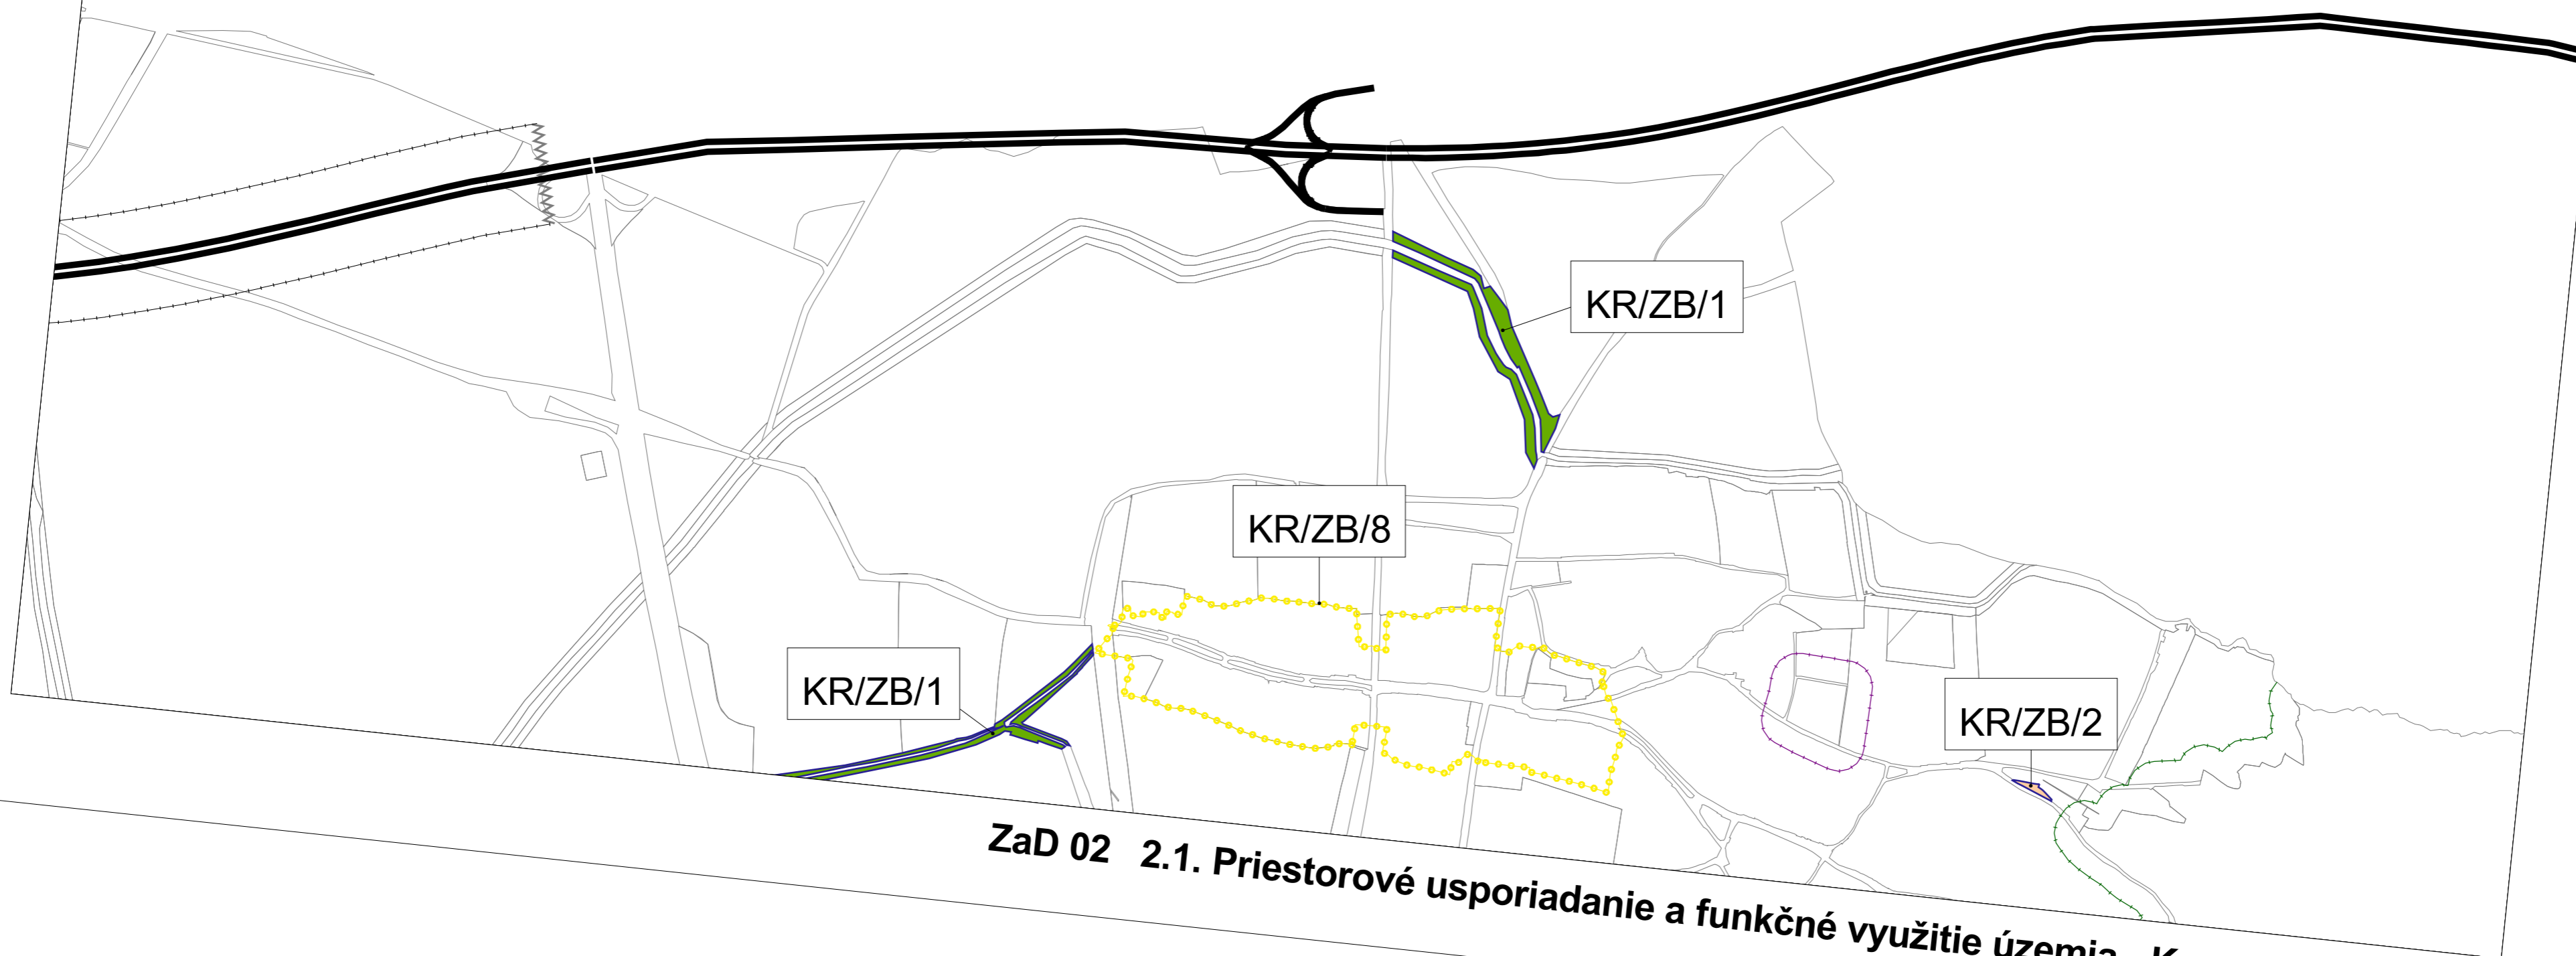 KR/ZB/1
KR/ZB/8
KR/ZB/1
KR/ZB/2
ZaD 02 2.1. Priestorové usporiadanie a funkčné využitie územia